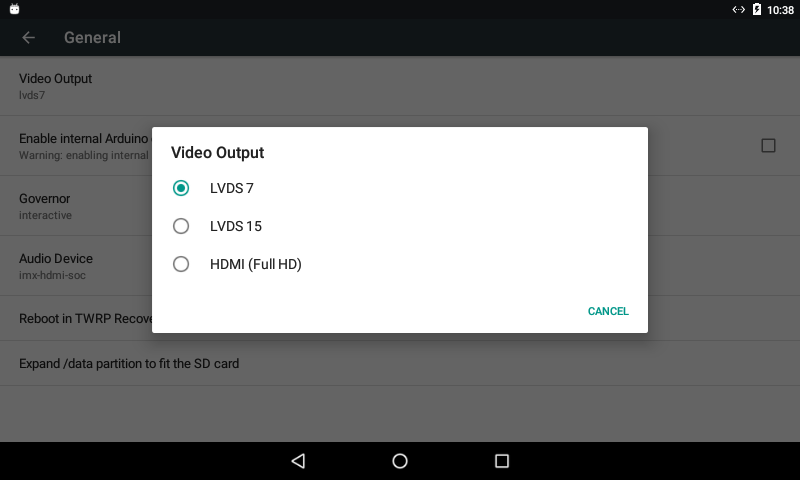 10:38
General
Video Output
lvds7
Enable internal Arduino
Warning: enabling internal
Governor
interactive
Audio Device
imx-hdmi-soc
Reboot in TWRP Recove
Expand /data partition to fit the SD card
Video Output
LVDS 7
LVDS 15
HDMI (Full HD)
CANCEL